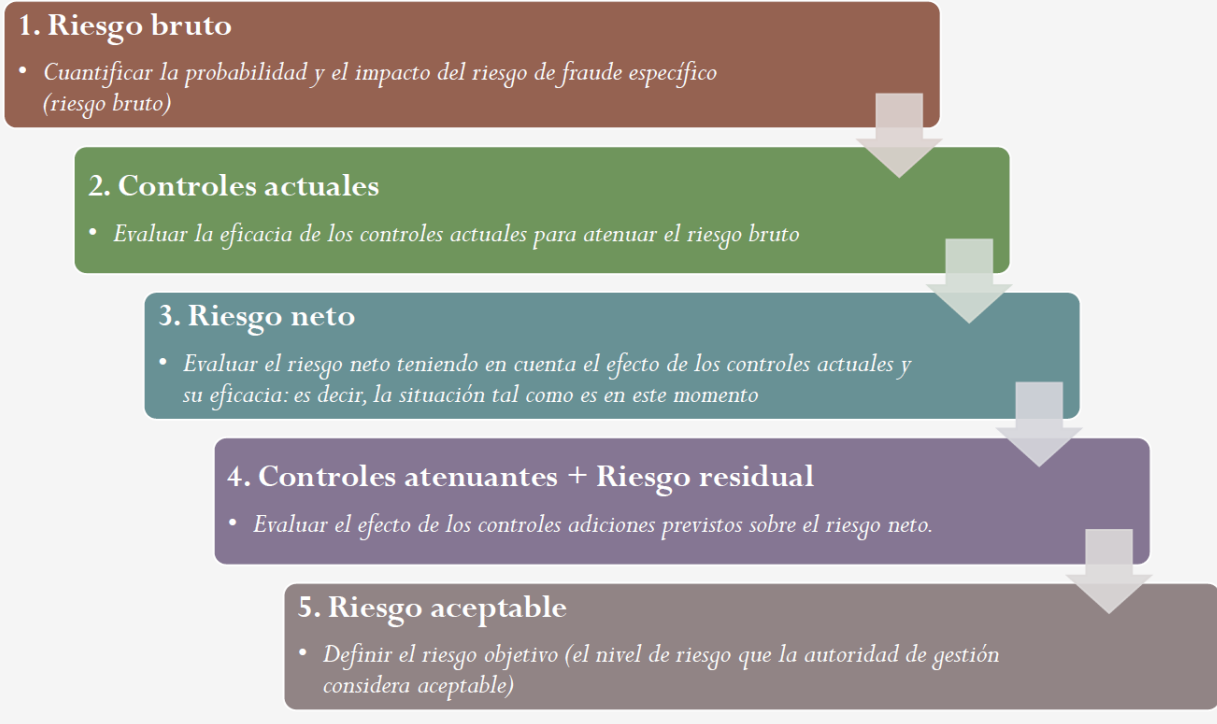 1. Riesgo bruto
• Cuantificar la probabilidad y el impacto del riesgo de fraude específico
(riesgo bruto)
2. Controles actuales
• Evaluar la eficacia de los controles actuales para atenuar el riesgo bruto
3. Riesgo neto
• Evaluar el riesgo neto teniendo en cuenta el efecto de los controles actuales y
su eficacia: es decir, la situación tal como es en este momento
4. Controles atenuantes + Riesgo residual
• Evaluar el efecto de los controles adiciones previstos sobre el riesgo neto.
5. Riesgo aceptable
• Definir el riesgo objetivo (el nivel de riesgo que la autoridad de gestión
considera aceptable)